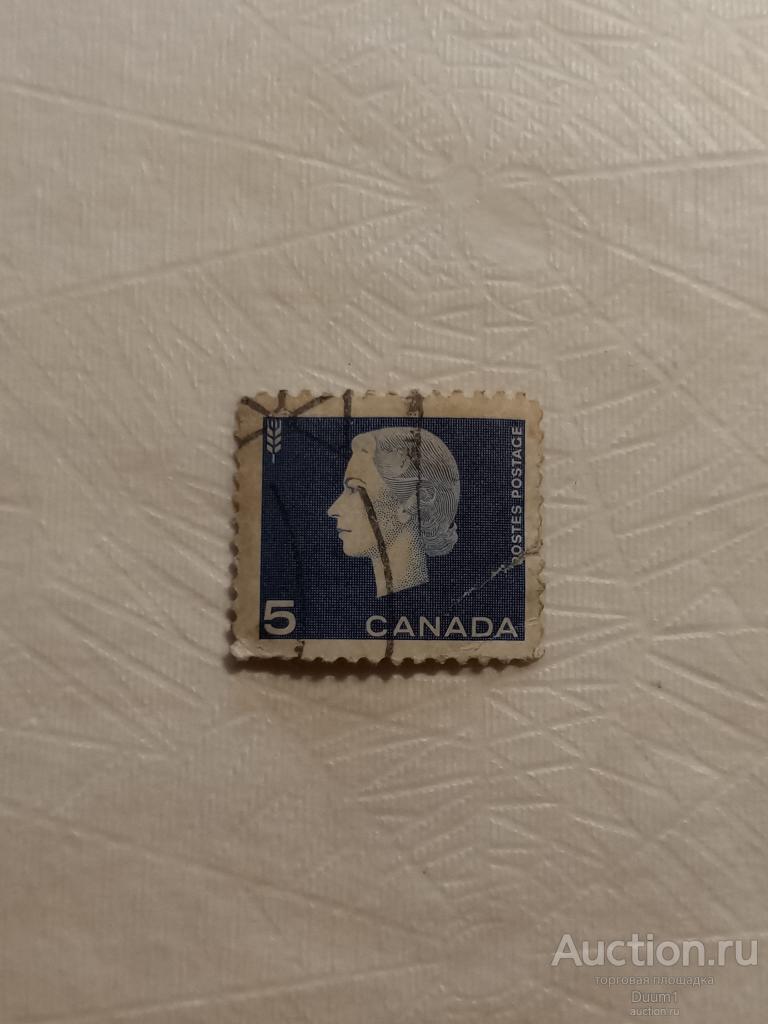 POSTES POSTAGE
5 CANADA
Auction.ru
торговая площадка
Duum1
auction.ru